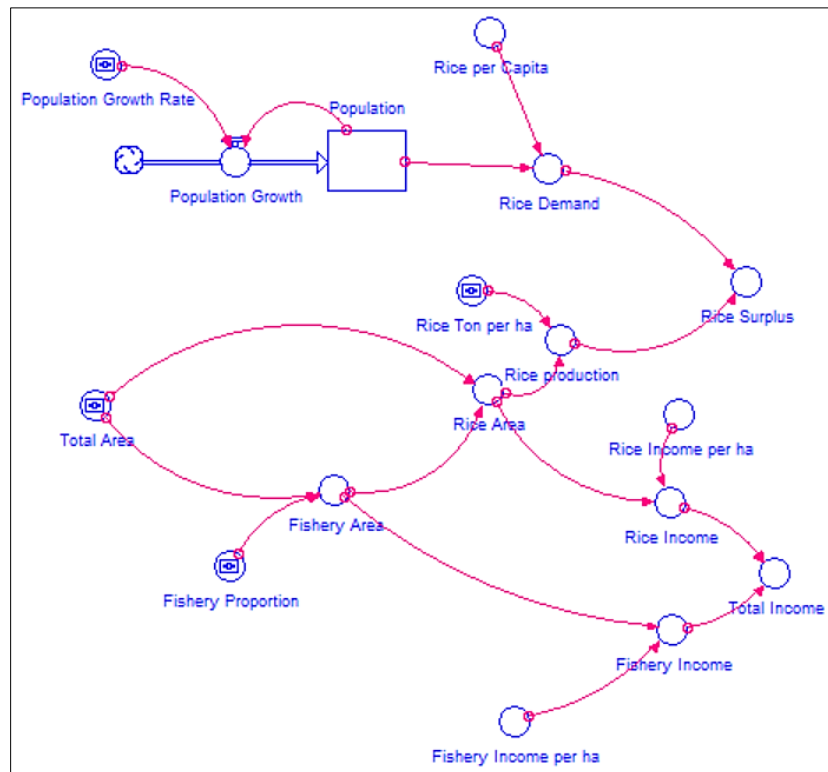 Rice per Capita
Population Growth Rate
Population
Population Growth
Rice Demand
Rice Ton per ha
Rice Surplus
Rice production
Rice Area
Total Area
Rice Income per ha
Fishery Area
Rice Income
Fishery Proportion
Total Income
Fishery Income
Fishery Income per ha